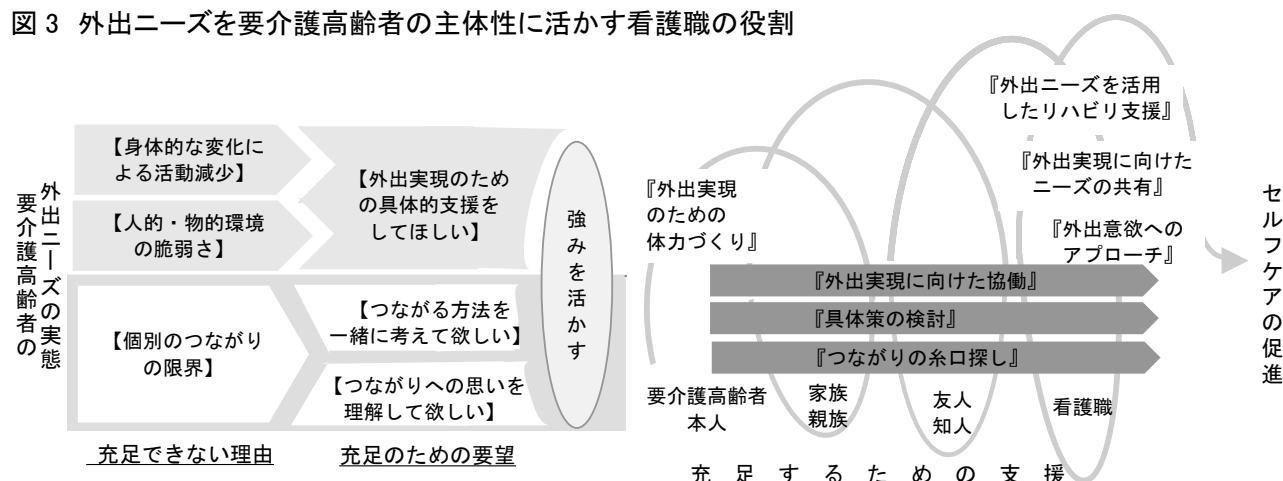 図3 外出ニーズを要介護高齢者の主体性に活かす看護職の役割
要介護高齢者の
外出ニーズの実態
【身体的な変化に
よる活動減少】
【人的・物的環境
の脆弱さ】
【個別のつながり
の限界】
充足できない理由
【外出実現のため
の具体的支援を
してほしい】
【つながる方法を
一緒に考えて欲しい】
【つながりへの思いを
理解して欲しい】
充足のための要望
強みを活かす
『外出実現
のための
体力づくり』
『外出ニーズを活用
したリハビリ支援』
『外出実現に向けた
ニーズの共有』
『外出意欲への
アプローチ』
『外出実現に向けた協働』
『具体策の検討』
『つながりの糸口探し』
要介護高齢者
本人
家族
親族
友人
知人
看護職
充足するための支援
セルフケアの促進